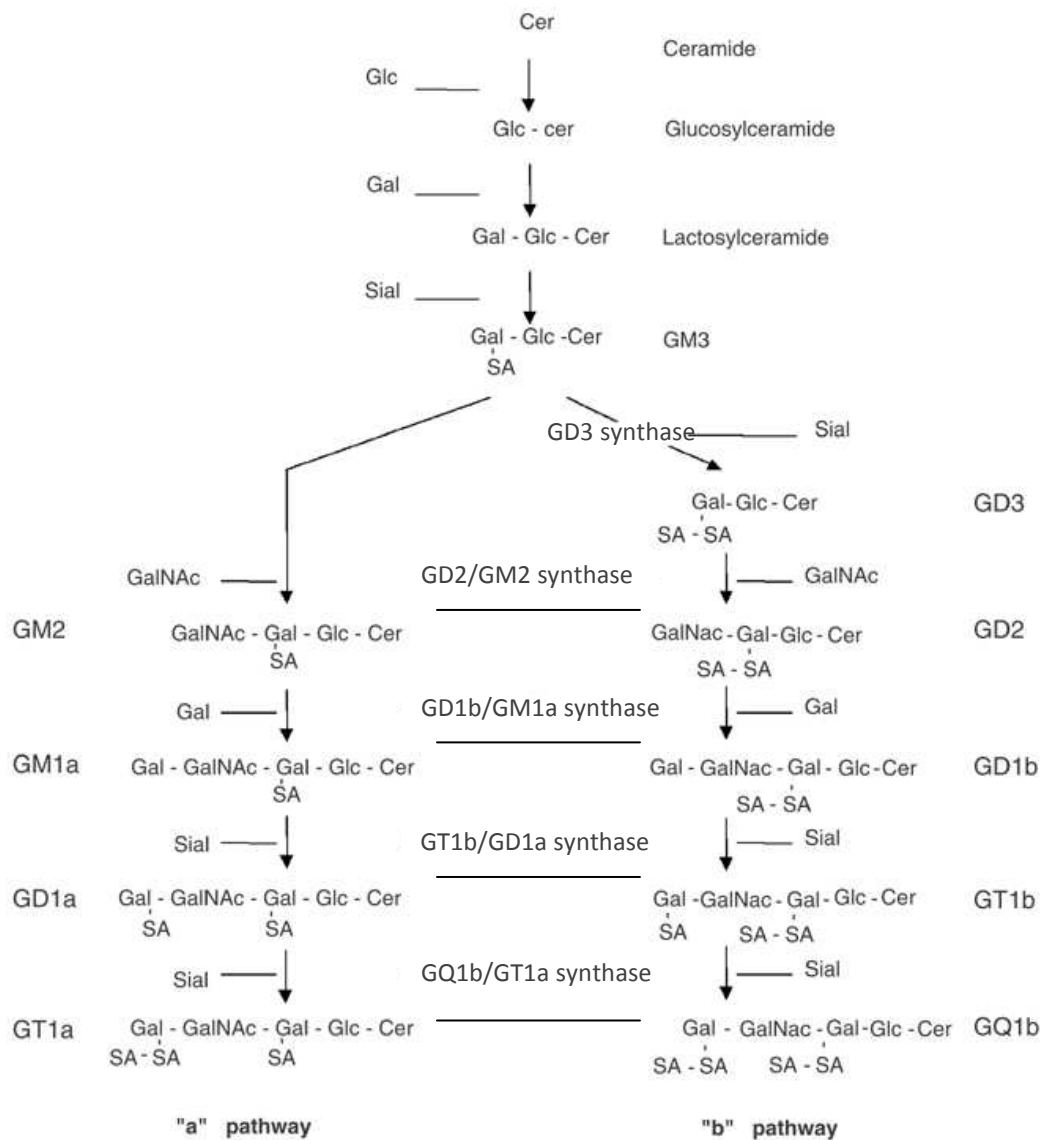 Cer
Ceramide
Glc
Glc - cer
Glucosylceramide
Gal
Gal - Glc - Cer
Lactosylceramide
Sial
Gal - Glc -Cer
GM3
SA
GD3 synthase
Sial
Gal- Glc - Cer
GD3
SA - SA
GalNAc
GD2/GM2 synthase
GalNAc
GM2
GalNAc - Gal - Glc - Cer
SA
GalNac - Gal-Glc - Cer
GD2
SA - SA
Gal
GD1b/GM1a synthase
Gal
GM1a
Gal - GalNAc - Gal - Glc - Cer
SA
Gal - GalNac - Gal - Glc-Cer
GD1b
SA - SA
Sial
GT1b/GD1a synthase
Sial
GD1a
Gal - GalNAc - Gal - Glc - Cer
SA SA
Gal -GalNac - Gal- Glc- Cer
GT1b
SA SA - SA
Sial
GQ1b/GT1a synthase
Sial
GT1a
Gal - GalNAc - Gal - Glc - Cer
SA-SA SA
Gal - GalNac - Gal-Glc - Cer
GQ1b
SA - SA SA - SA
"a" pathway
"b" pathway